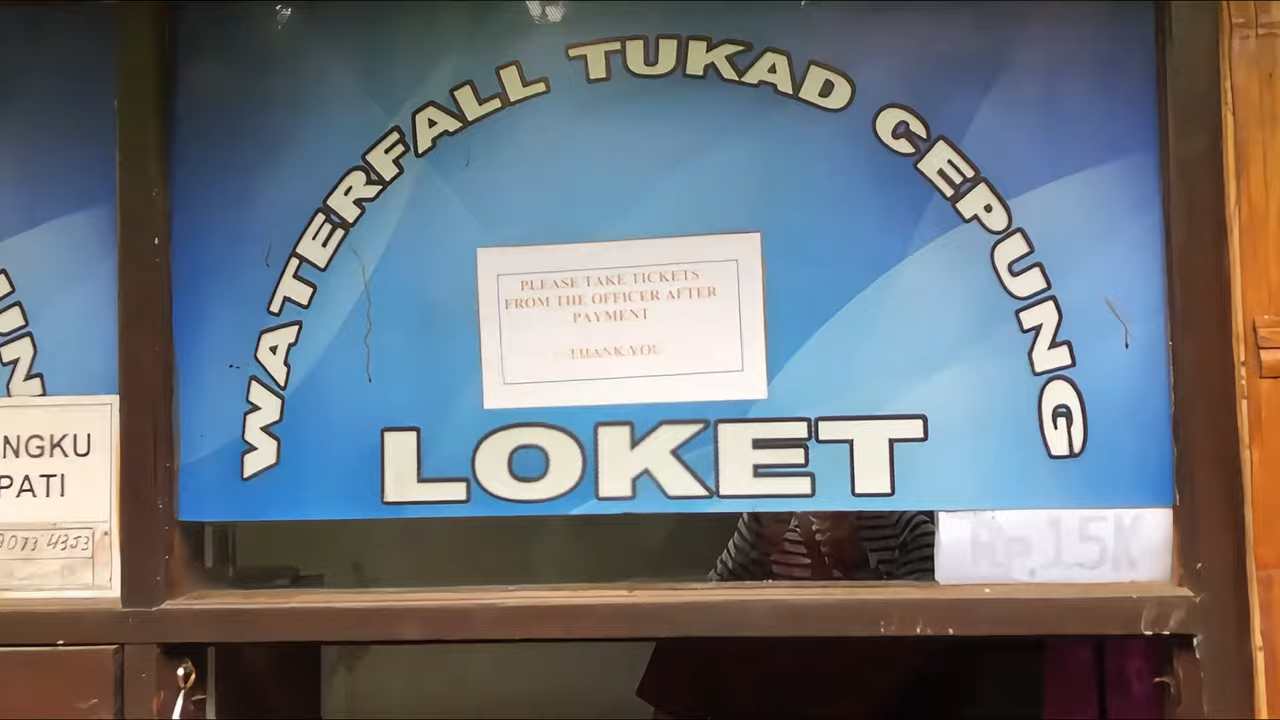 WATERFALL TUKAD CEPUNG
PLEASE TAKE TICKETS
FROM THE OFFICER AFTER
PAYMENT
THANK YOU
LOKET
Rp.15K
NGKU
PATI